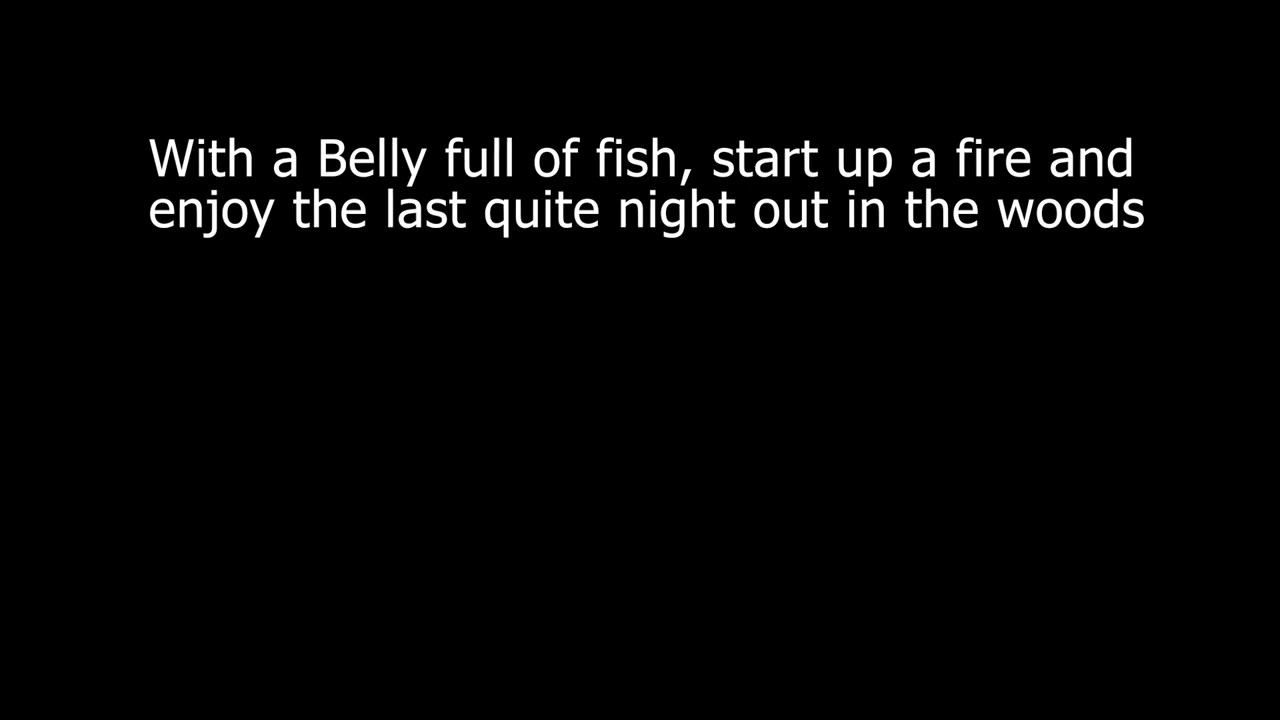 With a Belly full of fish, start up a fire and
enjoy the last quite night out in the woods